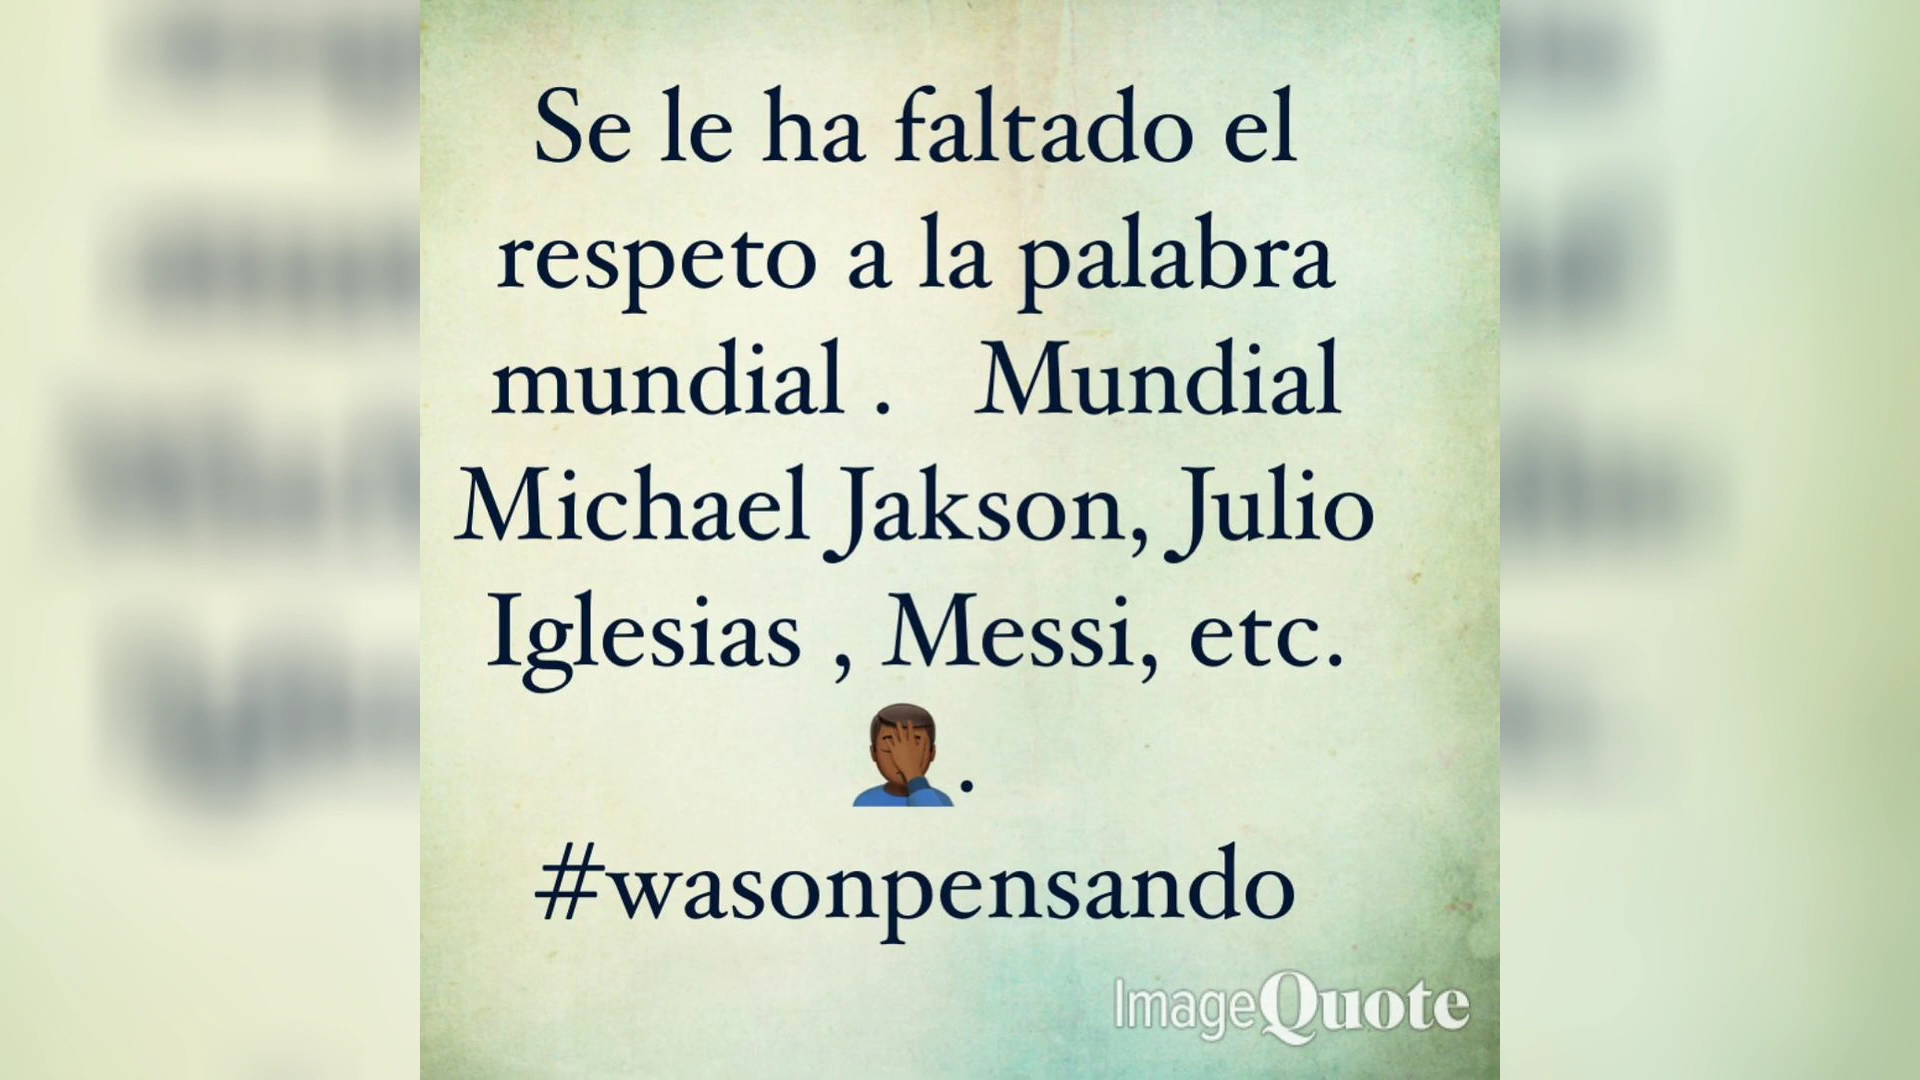 Se le ha faltado el
respeto a la palabra
mundial .   Mundial
Michael Jakson, Julio
Iglesias , Messi, etc.
🤦🏾‍♂️.
#wasonpensando
ImageQuote